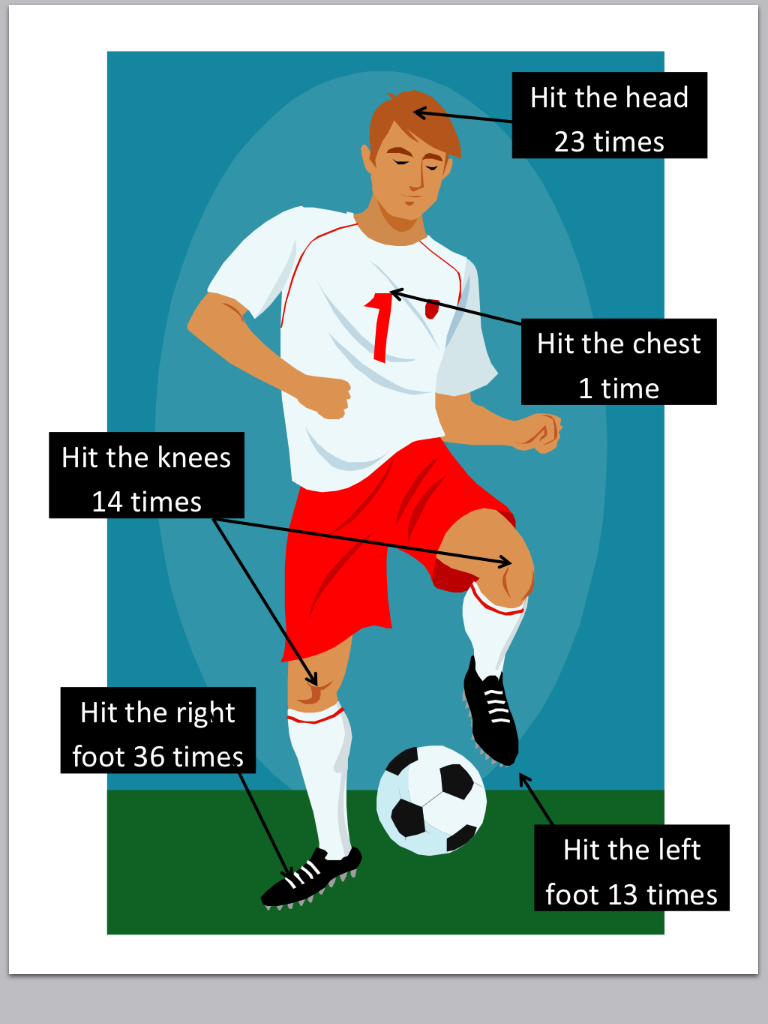 Hit the head
23 times
1
Hit the chest
1 time
Hit the knees
14 times
Hit the right
foot 36 times
Hit the left
foot 13 times